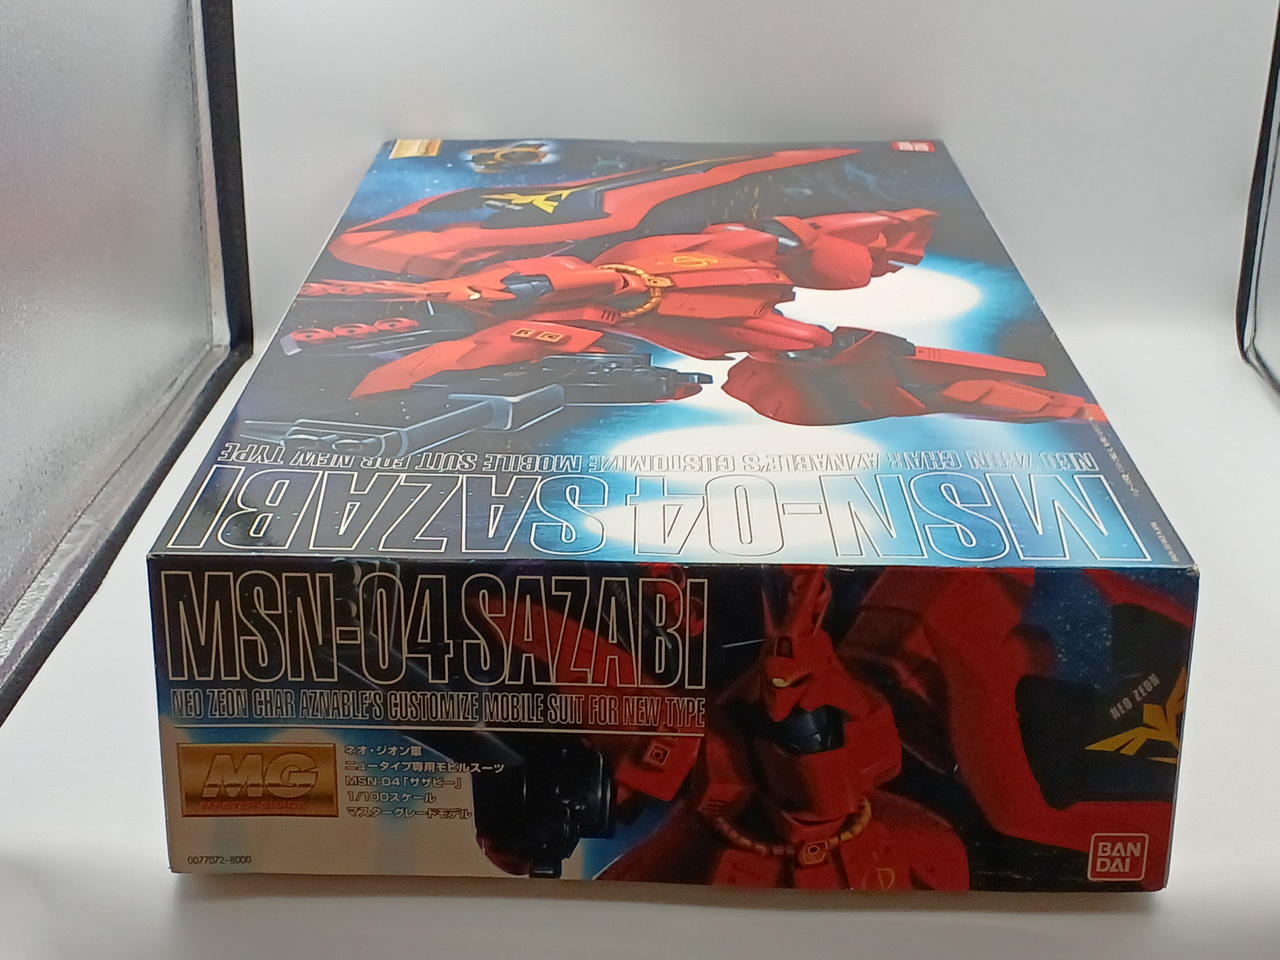 NEO ZEON CHAR AZNABLE'S CUSTOMIZE MOBILE SUIT FOR NEW TYPE
MSN-04 SAZABI
MSN-04 SAZABI
NEO ZEON CHAR AZNABLE'S CUSTOMIZE MOBILE SUIT FOR NEW TYPE
NEO ZEON
MG
MASTER GRADE
ネオ・ジオン軍
ニュータイプ専用モビルスーツ
MSN-04「サザビー」
1/100スケール
マスターグレードモデル
0077072-8000
BAN
DAI